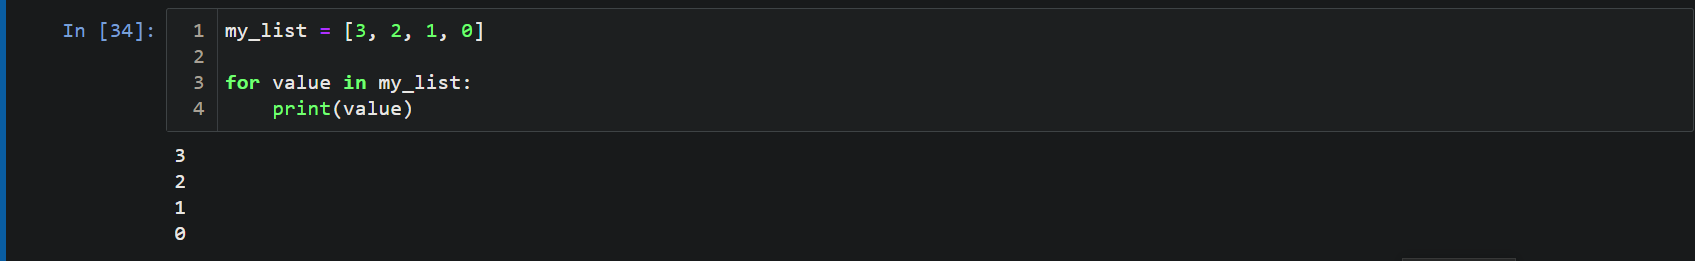 In [34]:
1 my_list = [3, 2, 1, 0]
2
3 for value in my_list:
4     print(value)
3
2
1
0